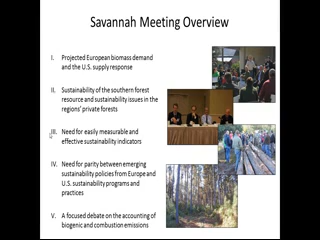 Savannah Meeting Overview
I. Projected European biomass demand
and the U.S. supply response
II. Sustainability of the southern forest
resource and sustainability issues in the
regions' private forests
III. Need for easily measurable and
effective sustainability indicators
IV. Need for parity between emerging
sustainability policies from Europe and
U.S. sustainability programs and
practices
V. A focused debate on the accounting of
biogenic and combustion emissions